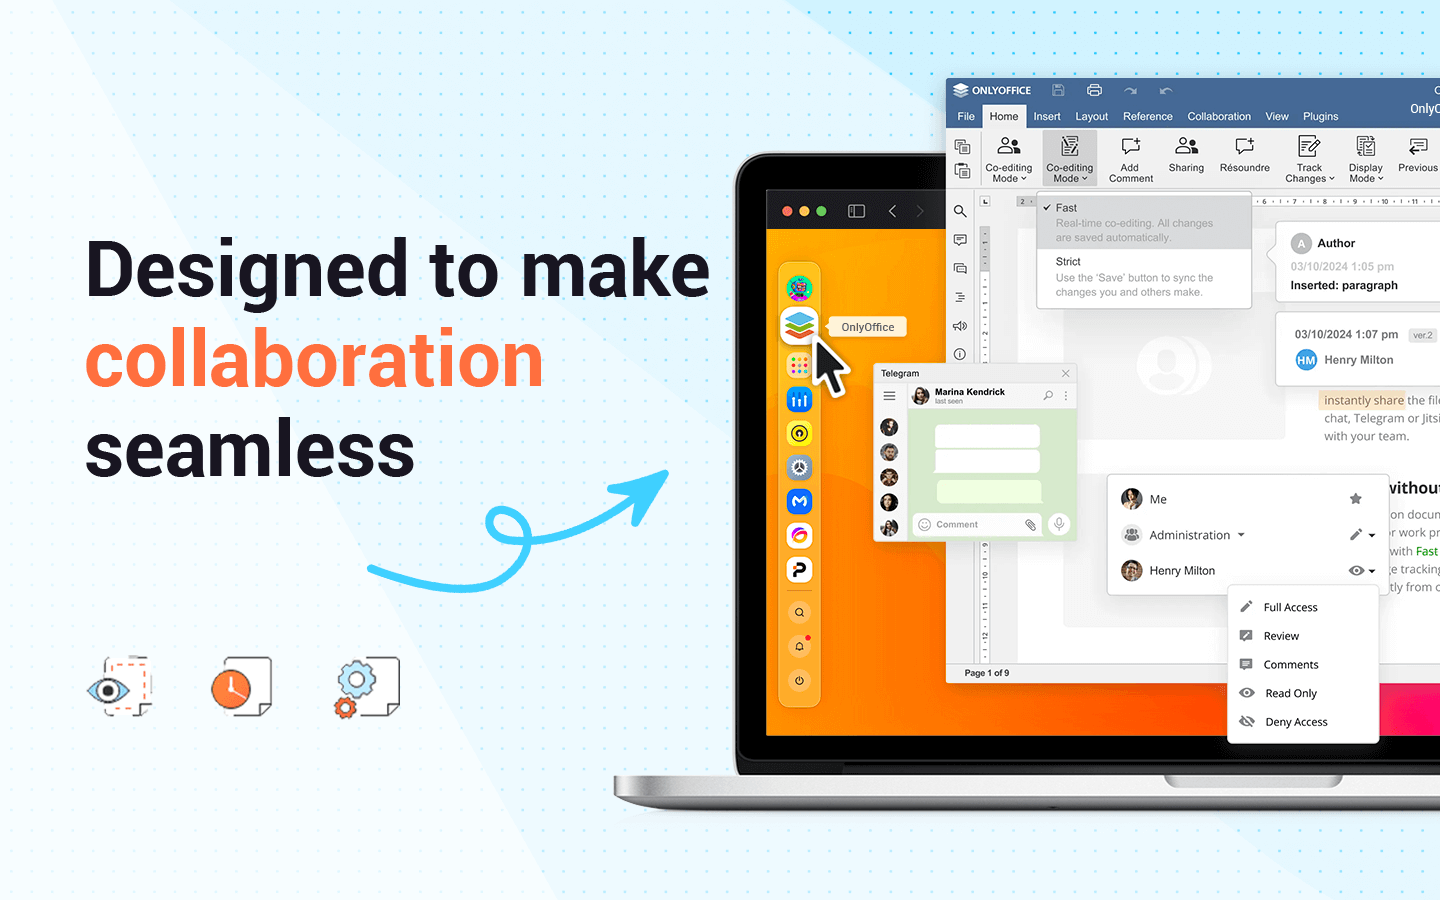 Designed to make
collaboration
seamless
ONLYOFFICE
File Home Insert Layout Reference Collaboration View Plugins
Co-editing Mode
Co-editing Mode
Add Comment
Sharing
Résoundre
Track Changes
Display Mode
Previous
Fast
Real-time co-editing. All changes
are saved automatically.
Strict
Use the ‘Save’ button to sync the
changes you and others make.
A Author
03/10/2024 1:05 pm
Inserted: paragraph
03/10/2024 1:07 pm ver.2
HM Henry Milton
instantly share the file
chat, Telegram or Jitsi
with your team.
OnlyOffice
Telegram
Marina Kendrick
last seen
Comment
Me
Administration
Henry Milton
Full Access
Review
Comments
Read Only
Deny Access
Page 1 of 9